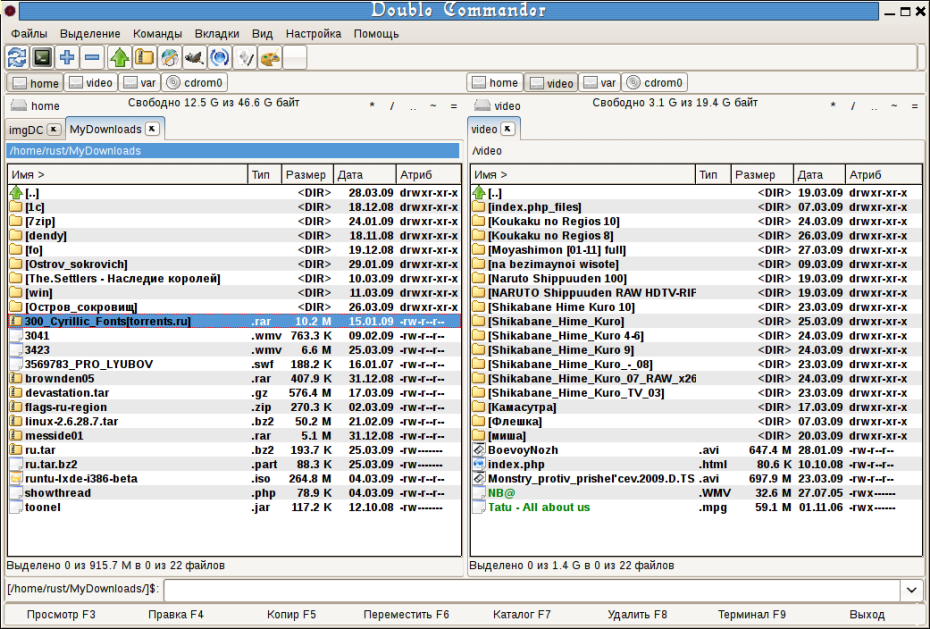 Double Commander
Файлы Выделение Команды Вкладки Вид Настройка Помощь
home video var cdrom0 home video var cdrom0
home Свободно 12.5 G из 46.6 G байт * / .. ~ = video Свободно 3.1 G из 19.4 G байт * / .. ~ =
imgDC MyDownloads video
/home/rust/MyDownloads /video
Имя > Тип Размер Дата Атриб Имя > Тип Размер Дата Атриб
[..] <DIR> 28.03.09 drwxr-xr-x [..] <DIR> 19.03.09 drwxr-xr-x
[1c] <DIR> 18.12.08 drwxr-xr-x [index.php_files] <DIR> 07.03.09 drwxr-xr-x
[7zip] <DIR> 24.01.09 drwxr-xr-x [Koukaku no Regios 10] <DIR> 24.03.09 drwxr-xr-x
[dendy] <DIR> 18.11.08 drwxr-xr-x [Koukaku no Regios 8] <DIR> 26.03.09 drwxr-xr-x
[fo] <DIR> 19.12.08 drwxr-xr-x [Moyashimon [01-11] full] <DIR> 27.03.09 drwxr-xr-x
[Ostrov_sokrovich] <DIR> 29.01.09 drwxr-xr-x [na bezimaynoi wisote] <DIR> 09.03.09 drwxr-xr-x
[The.Settlers - Наследие королей] <DIR> 24.03.09 drwxr-xr-x [Naruto Shippuuden 100] <DIR> 19.03.09 drwxr-xr-x
[win] <DIR> 11.03.09 drwxr-xr-x [NARUTO Shippuuden RAW HDTV-RIF <DIR> 19.03.09 drwxr-xr-x
[Остров_сокровищ] <DIR> 26.03.09 drwxr-xr-x [Shikabane Hime Kuro 10] <DIR> 24.03.09 drwxr-xr-x
300_Cyrillic_Fonts[torrents.ru] .rar 10.2 M 15.01.09 -rw-r--r-- [Shikabane_Hime_Kuro] <DIR> 25.03.09 drwxr-xr-x
3041 .wmv 763.3 K 09.02.09 -rw-r--r-- [Shikabane_Hime_Kuro 4-6] <DIR> 24.03.09 drwxr-xr-x
3423 .wmv 6.6 M 25.03.09 -rw-r--r-- [Shikabane_Hime_Kuro 9] <DIR> 24.03.09 drwxr-xr-x
3569783_PRO_LYUBOV .swf 188.2 K 16.01.07 -rw-r--r-- [Shikabane_Hime_Kuro_-_08] <DIR> 23.03.09 drwxr-xr-x
brownden05 .rar 407.9 K 31.12.08 -rw-r--r-- [Shikabane_Hime_Kuro_07_RAW_x26 <DIR> 24.03.09 drwxr-xr-x
devastation.tar .gz 576.4 M 17.03.09 -rw-r--r-- [Shikabane_Hime_Kuro_TV_03] <DIR> 23.03.09 drwxr-xr-x
flags-ru-region .zip 270.3 K 02.03.09 -rw-r--r-- [Камасутра] <DIR> 17.03.09 drwxr-xr-x
linux-2.6.28.7.tar .bz2 50.2 M 21.02.09 -rw-r--r-- [Флешка] <DIR> 07.03.09 drwxr-xr-x
messide01 .rar 5.1 M 31.12.08 -rw-r--r-- [миша] <DIR> 20.03.09 drwxr-xr-x
ru.tar .bz2 193.7 K 25.03.09 -rw------- BoevoyNozh .avi 647.4 M 28.01.09 -rw-r--r--
ru.tar.bz2 .part 88.3 K 25.03.09 -rw------- index.php .html 80.6 K 10.10.08 -rw-r--r--
runtu-lxde-i386-beta .iso 264.8 M 04.03.09 -rw-r--r-- Monstry_protiv_prishel'cev.2009.D.TS .avi 697.9 M 23.03.09 -rw-r--r--
showthread .php 78.9 K 04.03.09 -rw-r--r-- NB@ .WMV 32.6 M 27.07.05 -rwx------
toonel .jar 117.2 K 12.10.08 -rw------- Tatu - All about us .mpg 59.1 M 01.11.06 -rwx------
Выделено 0 из 915.7 M в 0 из 22 файлов Выделено 0 из 1.4 G в 0 из 22 файлов
[/home/rust/MyDownloads/]$:
Просмотр F3 Правка F4 Копир F5 Переместить F6 Каталог F7 Удалить F8 Терминал F9 Выход